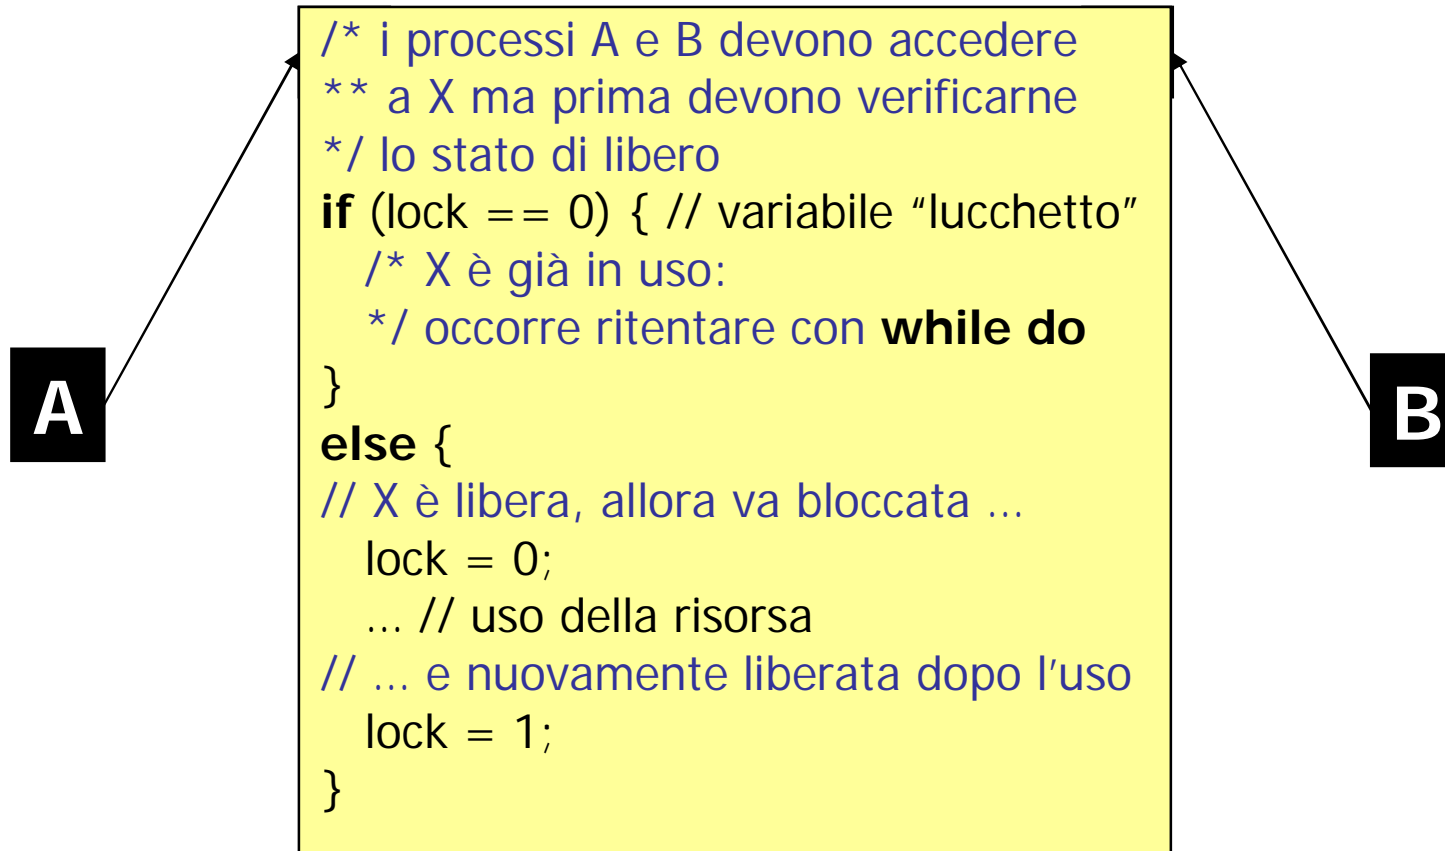 /* i processi A e B devono accedere
** a X ma prima devono verificarne
*/ lo stato di libero
if (lock == 0) { // variabile “lucchetto”
/* X è già in uso:
*/ occorre ritentare con while do
}
else {
// X è libera, allora va bloccata ...
lock = 0;
... // uso della risorsa
// ... e nuovamente liberata dopo l'uso
lock = 1;
}
A
B